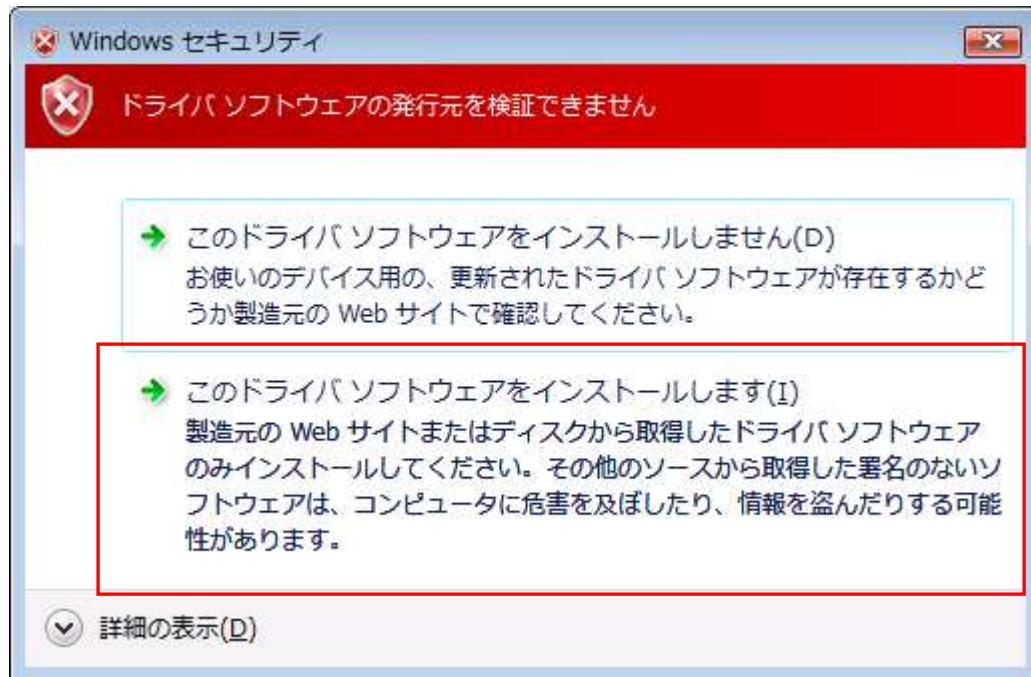 Windows セキュリティ
ドライバ ソフトウェアの発行元を検証できません
このドライバ ソフトウェアをインストールしません(D)
お使いのデバイス用の、更新されたドライバ ソフトウェアが存在するかど
うか製造元の Web サイトで確認してください。
このドライバ ソフトウェアをインストールします(I)
製造元の Web サイトまたはディスクから取得したドライバ ソフトウェア
のみインストールしてください。その他のソースから取得した署名のないソ
フトウェアは、コンピュータに危害を及ぼしたり、情報を盗んだりする可能
性があります。
詳細の表示(D)